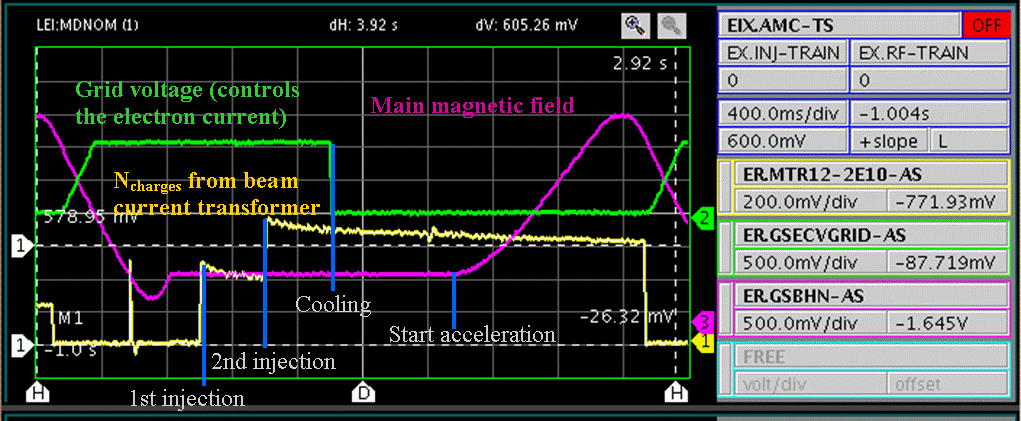 LEI:MDNOM (1) dH: 3.92 s dV: 605.26 mV
2.92 s
Grid voltage (controls
the electron current)
Main magnetic field
Ncharges from beam
current transformer
578.95 mV
2
1
Cooling
M1
-26.32 mV
3
Start acceleration
1
-1.0 s
1
2nd injection
1st injection
H D H
EIX.AMC-TS OFF
EX.INJ-TRAIN EX.RF-TRAIN
0 0
400.0ms/div -1.004s
600.0mV +slope L
ER.MTR12-2E10-AS
200.0mV/div -771.93mV
ER.GSECVGRID-AS
500.0mV/div -87.719mV
ER.GSBHN-AS
500.0mV/div -1.645V
FREE
volt/div offset